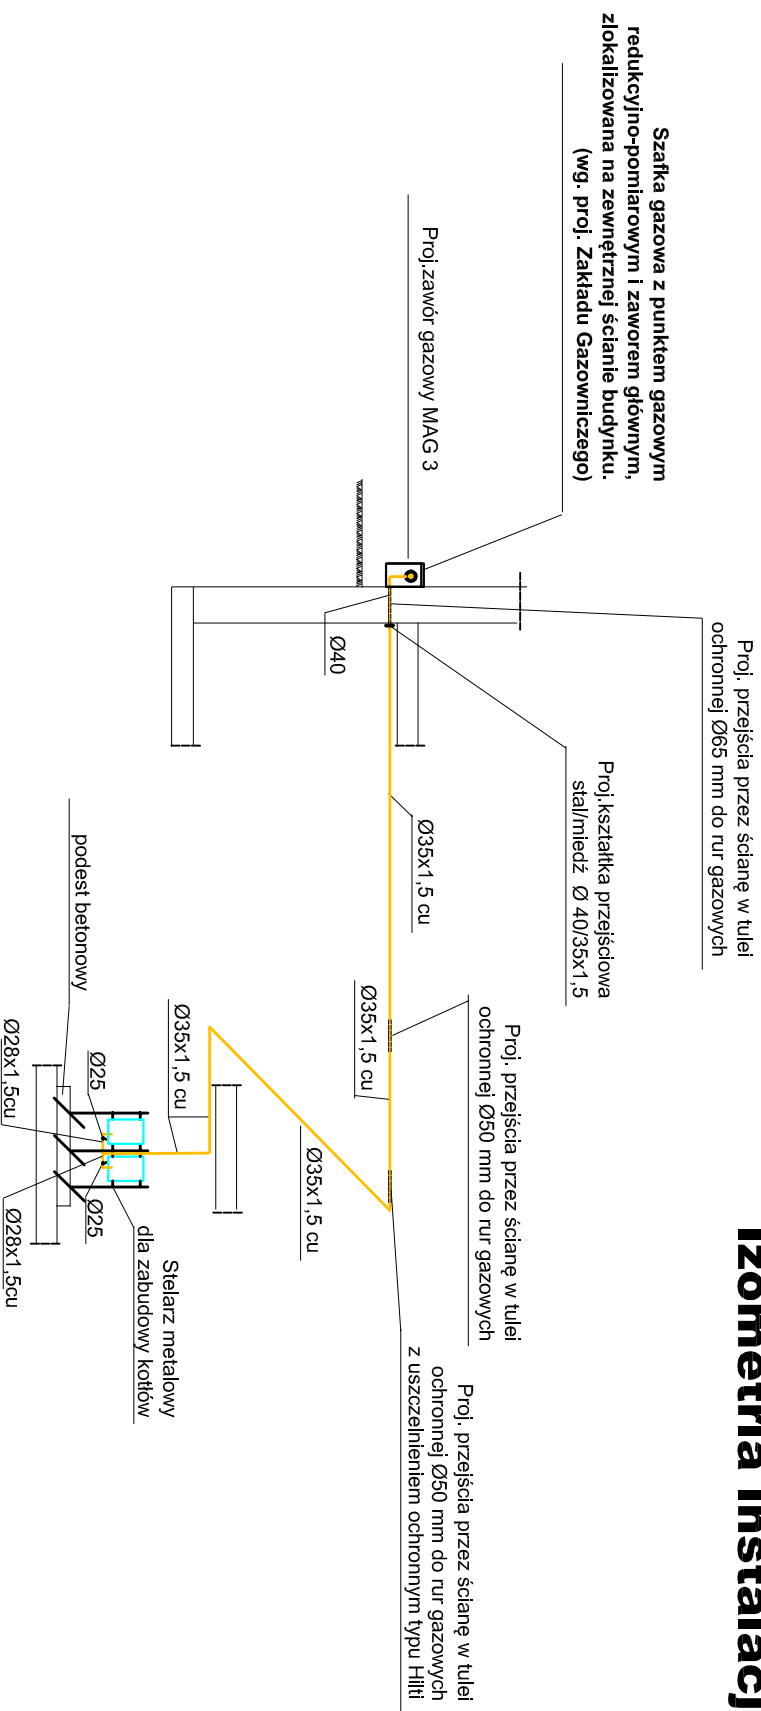 Izometria instalacj
Szafka gazowa z punktem gazowym
redukcyjno-pomiarowym i zaworem głównym,
zlokalizowana na zewnętrznej ścianie budynku.
(wg. proj. Zakładu Gazowniczego)
Proj. przejścia przez ścianę w tulei
ochronnej Ø65 mm do rur gazowych
Proj.zawór gazowy MAG 3
Proj.kształtka przejściowa
stal/miedź Ø 40/35x1,5
Ø40
Ø35x1,5 cu
Proj. przejścia przez ścianę w tulei
ochronnej Ø50 mm do rur gazowych
Proj. przejścia przez ścianę w tulei
ochronnej Ø50 mm do rur gazowych
z uszczelnieniem ochronnym typu Hilti
Ø35x1,5 cu
Ø35x1,5 cu
Ø35x1,5 cu
podest betonowy
Ø25
Ø28x1,5cu
Ø25
Ø28x1,5cu
Stelarz metalowy
dla zabudowy kotłów